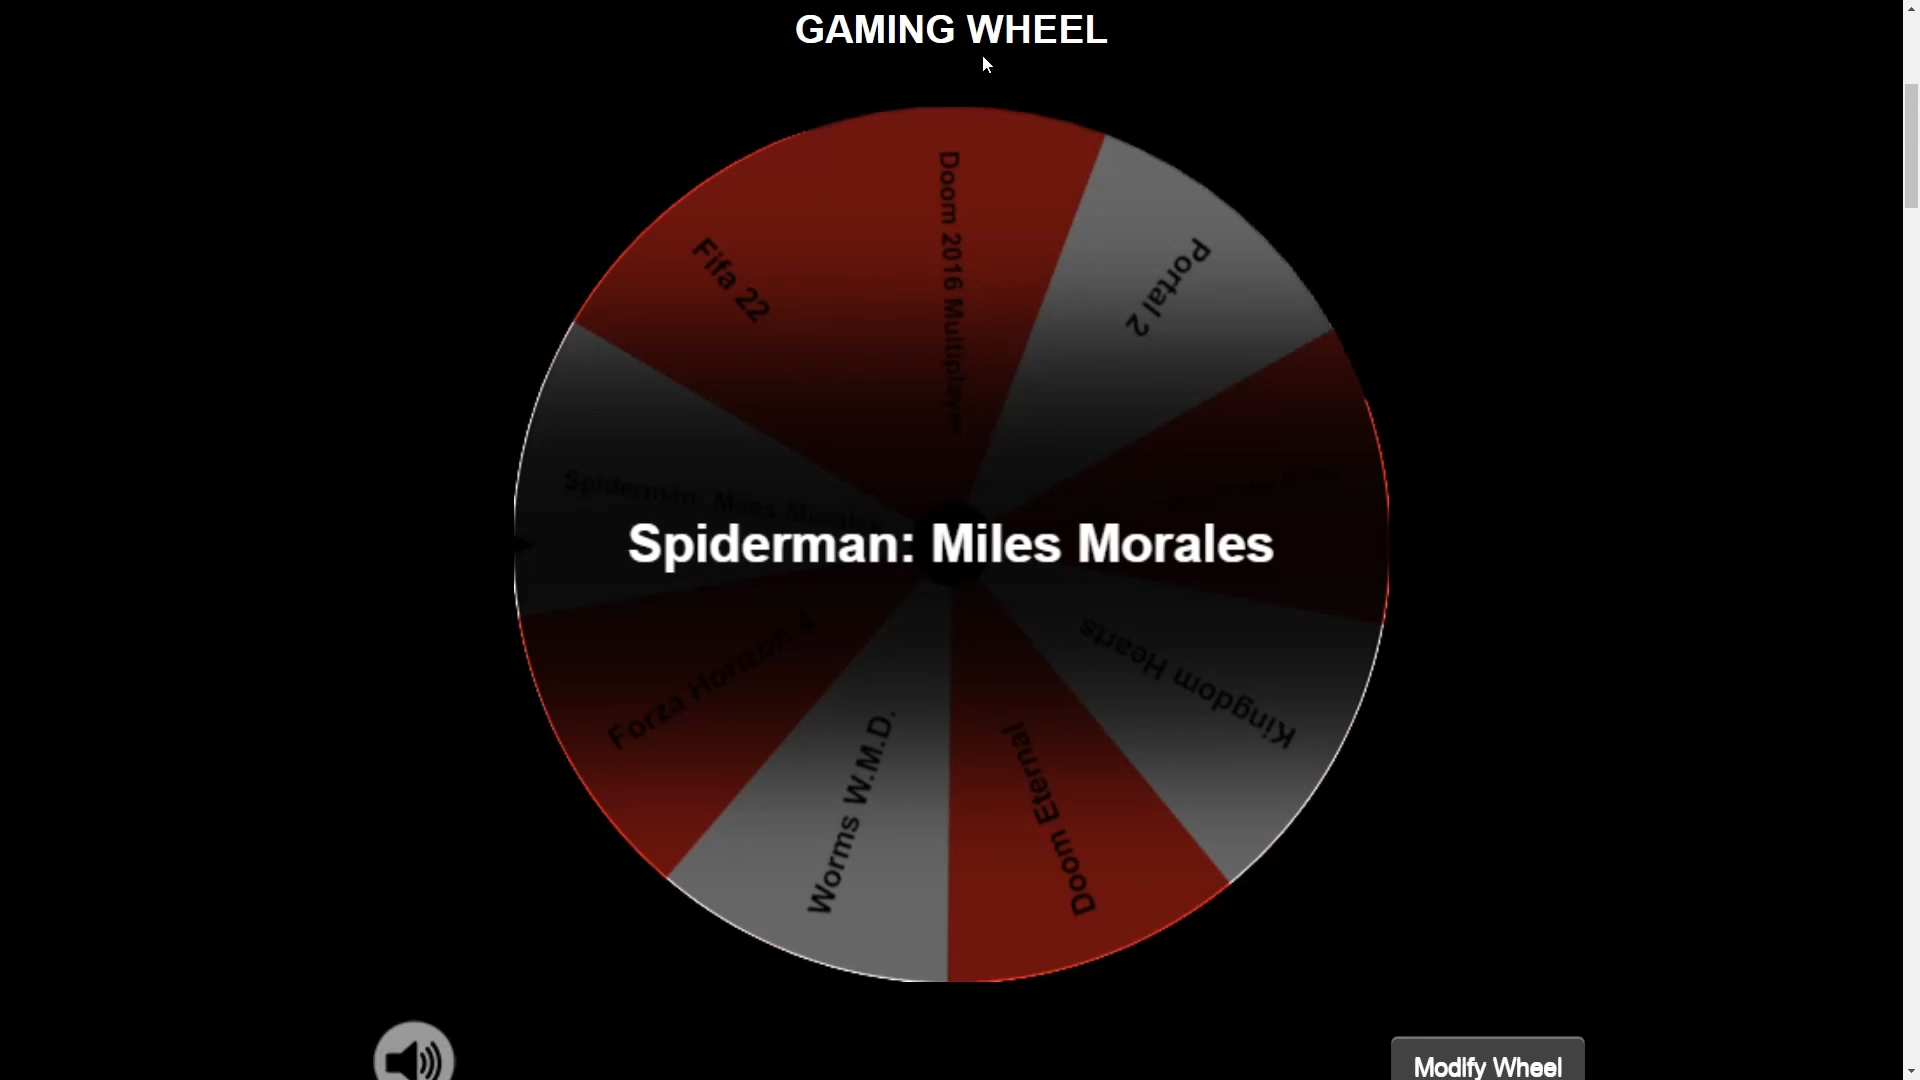 GAMING WHEEL
Doom 2016 Multiplayer
Fifa 22
Portal 2
Spiderman: Miles Morales
Spiderman: Miles Morales
Kingdom Hearts
Forza Horizon 4
Worms W.M.D.
Doom Eternal
Modify Wheel